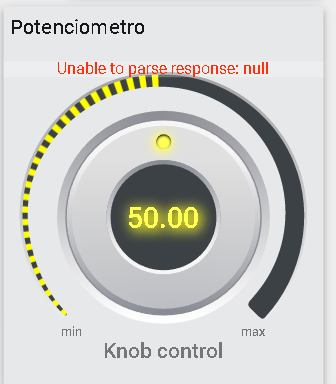 Potenciometro
Unable to parse response: null
50.00
min
max
Knob control